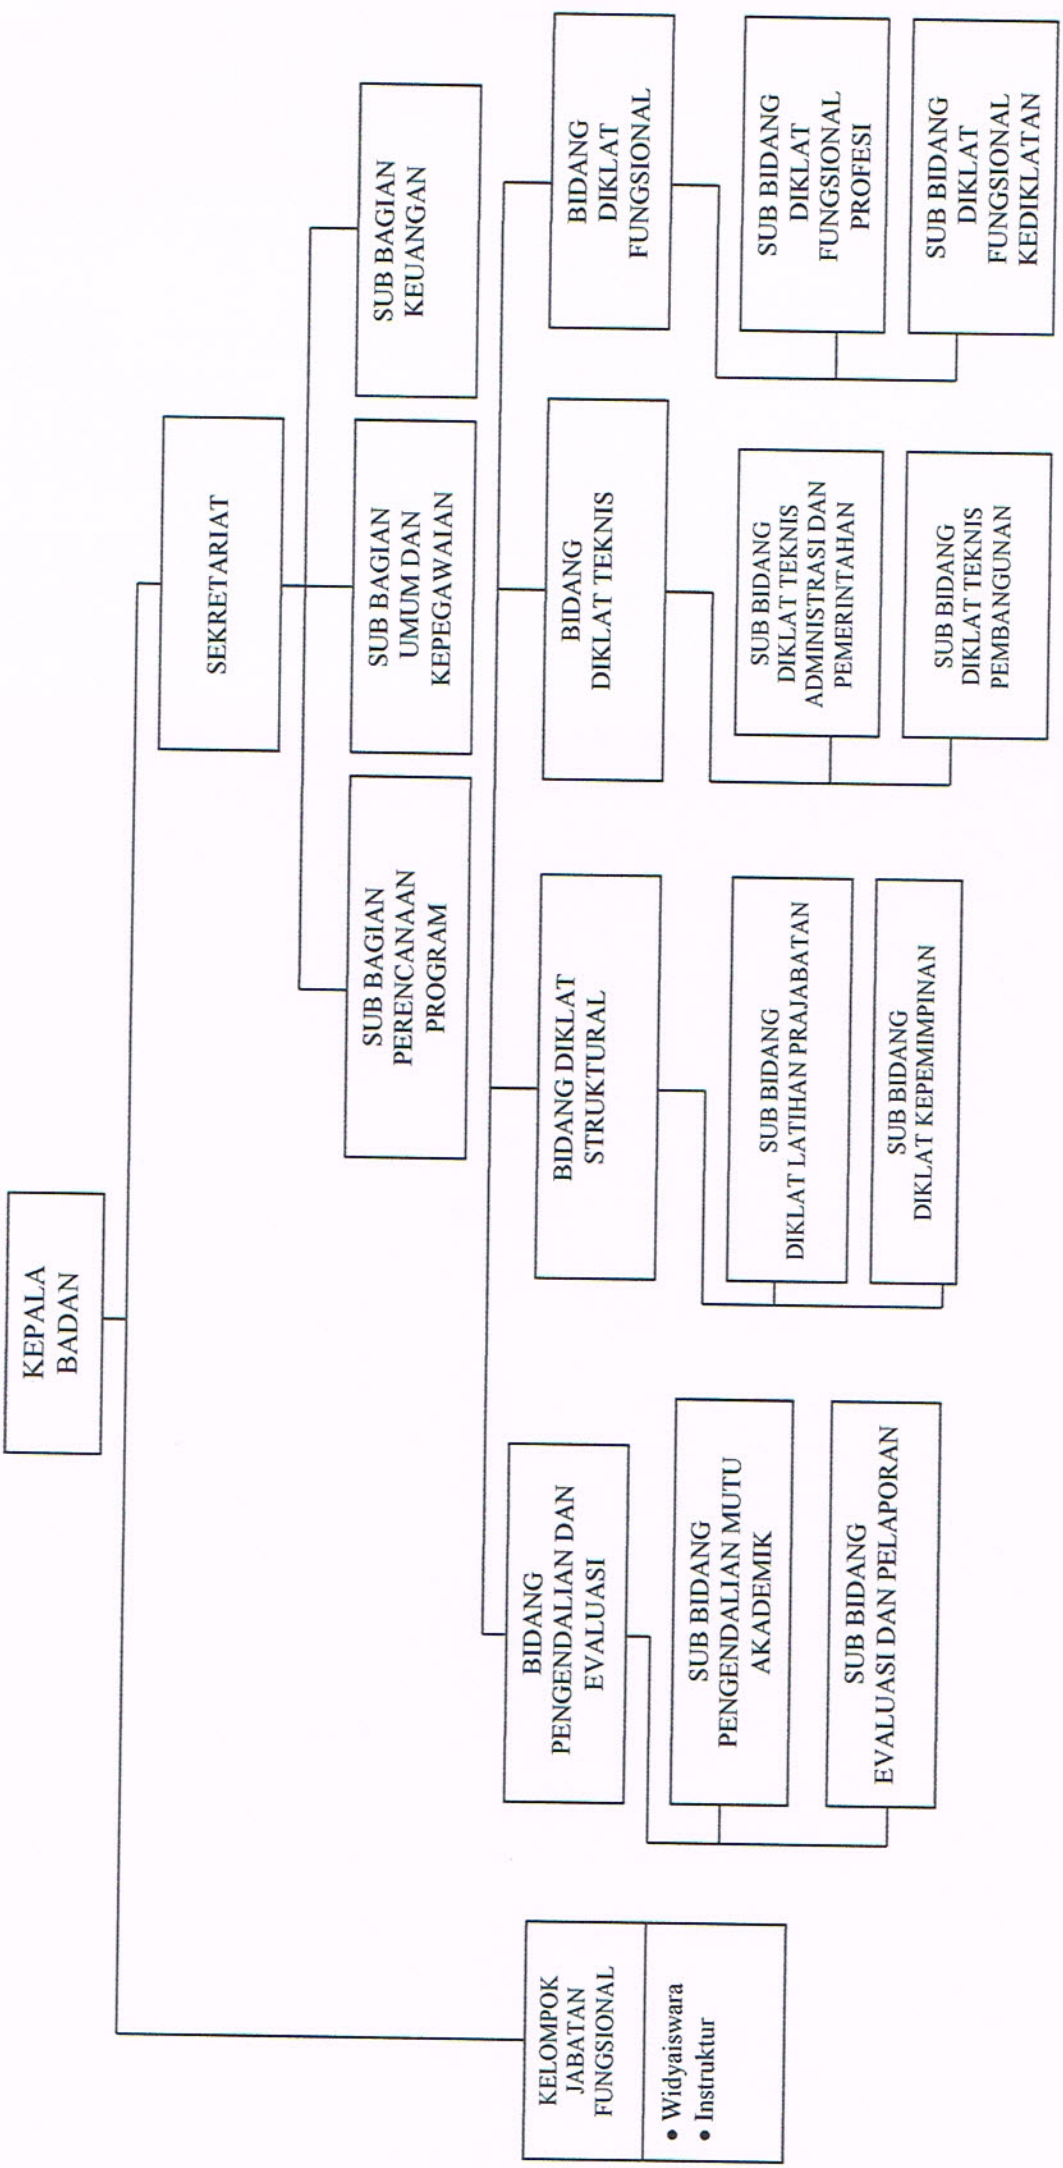 KEPALA
BADAN
SEKRETARIAT
SUB BAGIAN
PERENCANAAN
PROGRAM
SUB BAGIAN
UMUM DAN
KEPEGAWAIAN
SUB BAGIAN
KEUANGAN
KELOMPOK
JABATAN
FUNGSIONAL
• Widyaiswara
• Instruktur
BIDANG
PENGENDALIAN DAN
EVALUASI
SUB BIDANG
PENGENDALIAN MUTU
AKADEMIK
SUB BIDANG
EVALUASI DAN PELAPORAN
BIDANG DIKLAT
STRUKTURAL
SUB BIDANG
DIKLAT LATIHAN PRAJABATAN
SUB BIDANG
DIKLAT KEPEMIMPINAN
BIDANG
DIKLAT TEKNIS
SUB BIDANG
DIKLAT TEKNIS
ADMINISTRASI DAN
PEMERINTAHAN
SUB BIDANG
DIKLAT TEKNIS
PEMBANGUNAN
BIDANG
DIKLAT
FUNGSIONAL
SUB BIDANG
DIKLAT
FUNGSIONAL
PROFESI
SUB BIDANG
DIKLAT
FUNGSIONAL
KEDIKLATAN